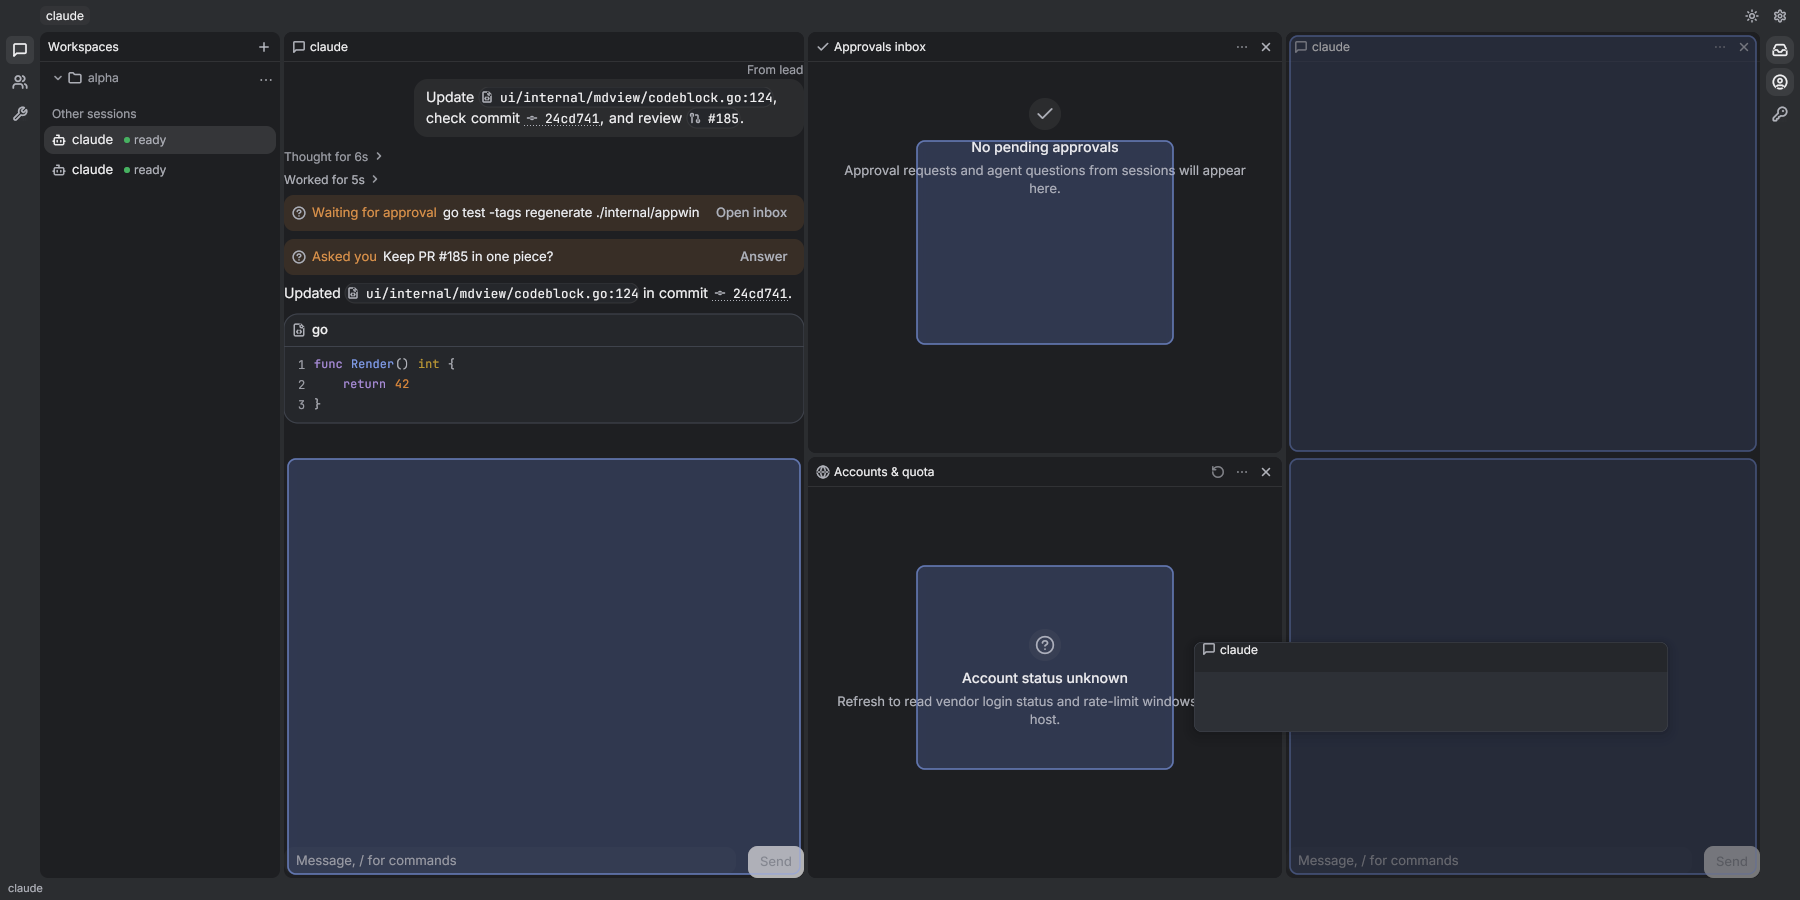 claude
Workspaces
alpha
Other sessions
claude ready
claude ready
claude
From lead
Update ui/internal/mdview/codeblock.go:124,
check commit 24cd741, and review #185.
Thought for 6s
Worked for 5s
Waiting for approval go test -tags regenerate ./internal/appwin Open inbox
Asked you Keep PR #185 in one piece? Answer
Updated ui/internal/mdview/codeblock.go:124 in commit 24cd741.
go
1 func Render() int {
2     return 42
3 }
Message, / for commands
Send
Approvals inbox
No pending approvals
Approval requests and agent questions from sessions will appear
here.
Accounts & quota
Account status unknown
Refresh to read vendor login status and rate-limit windows
host.
claude
claude
Message, / for commands
Send
claude